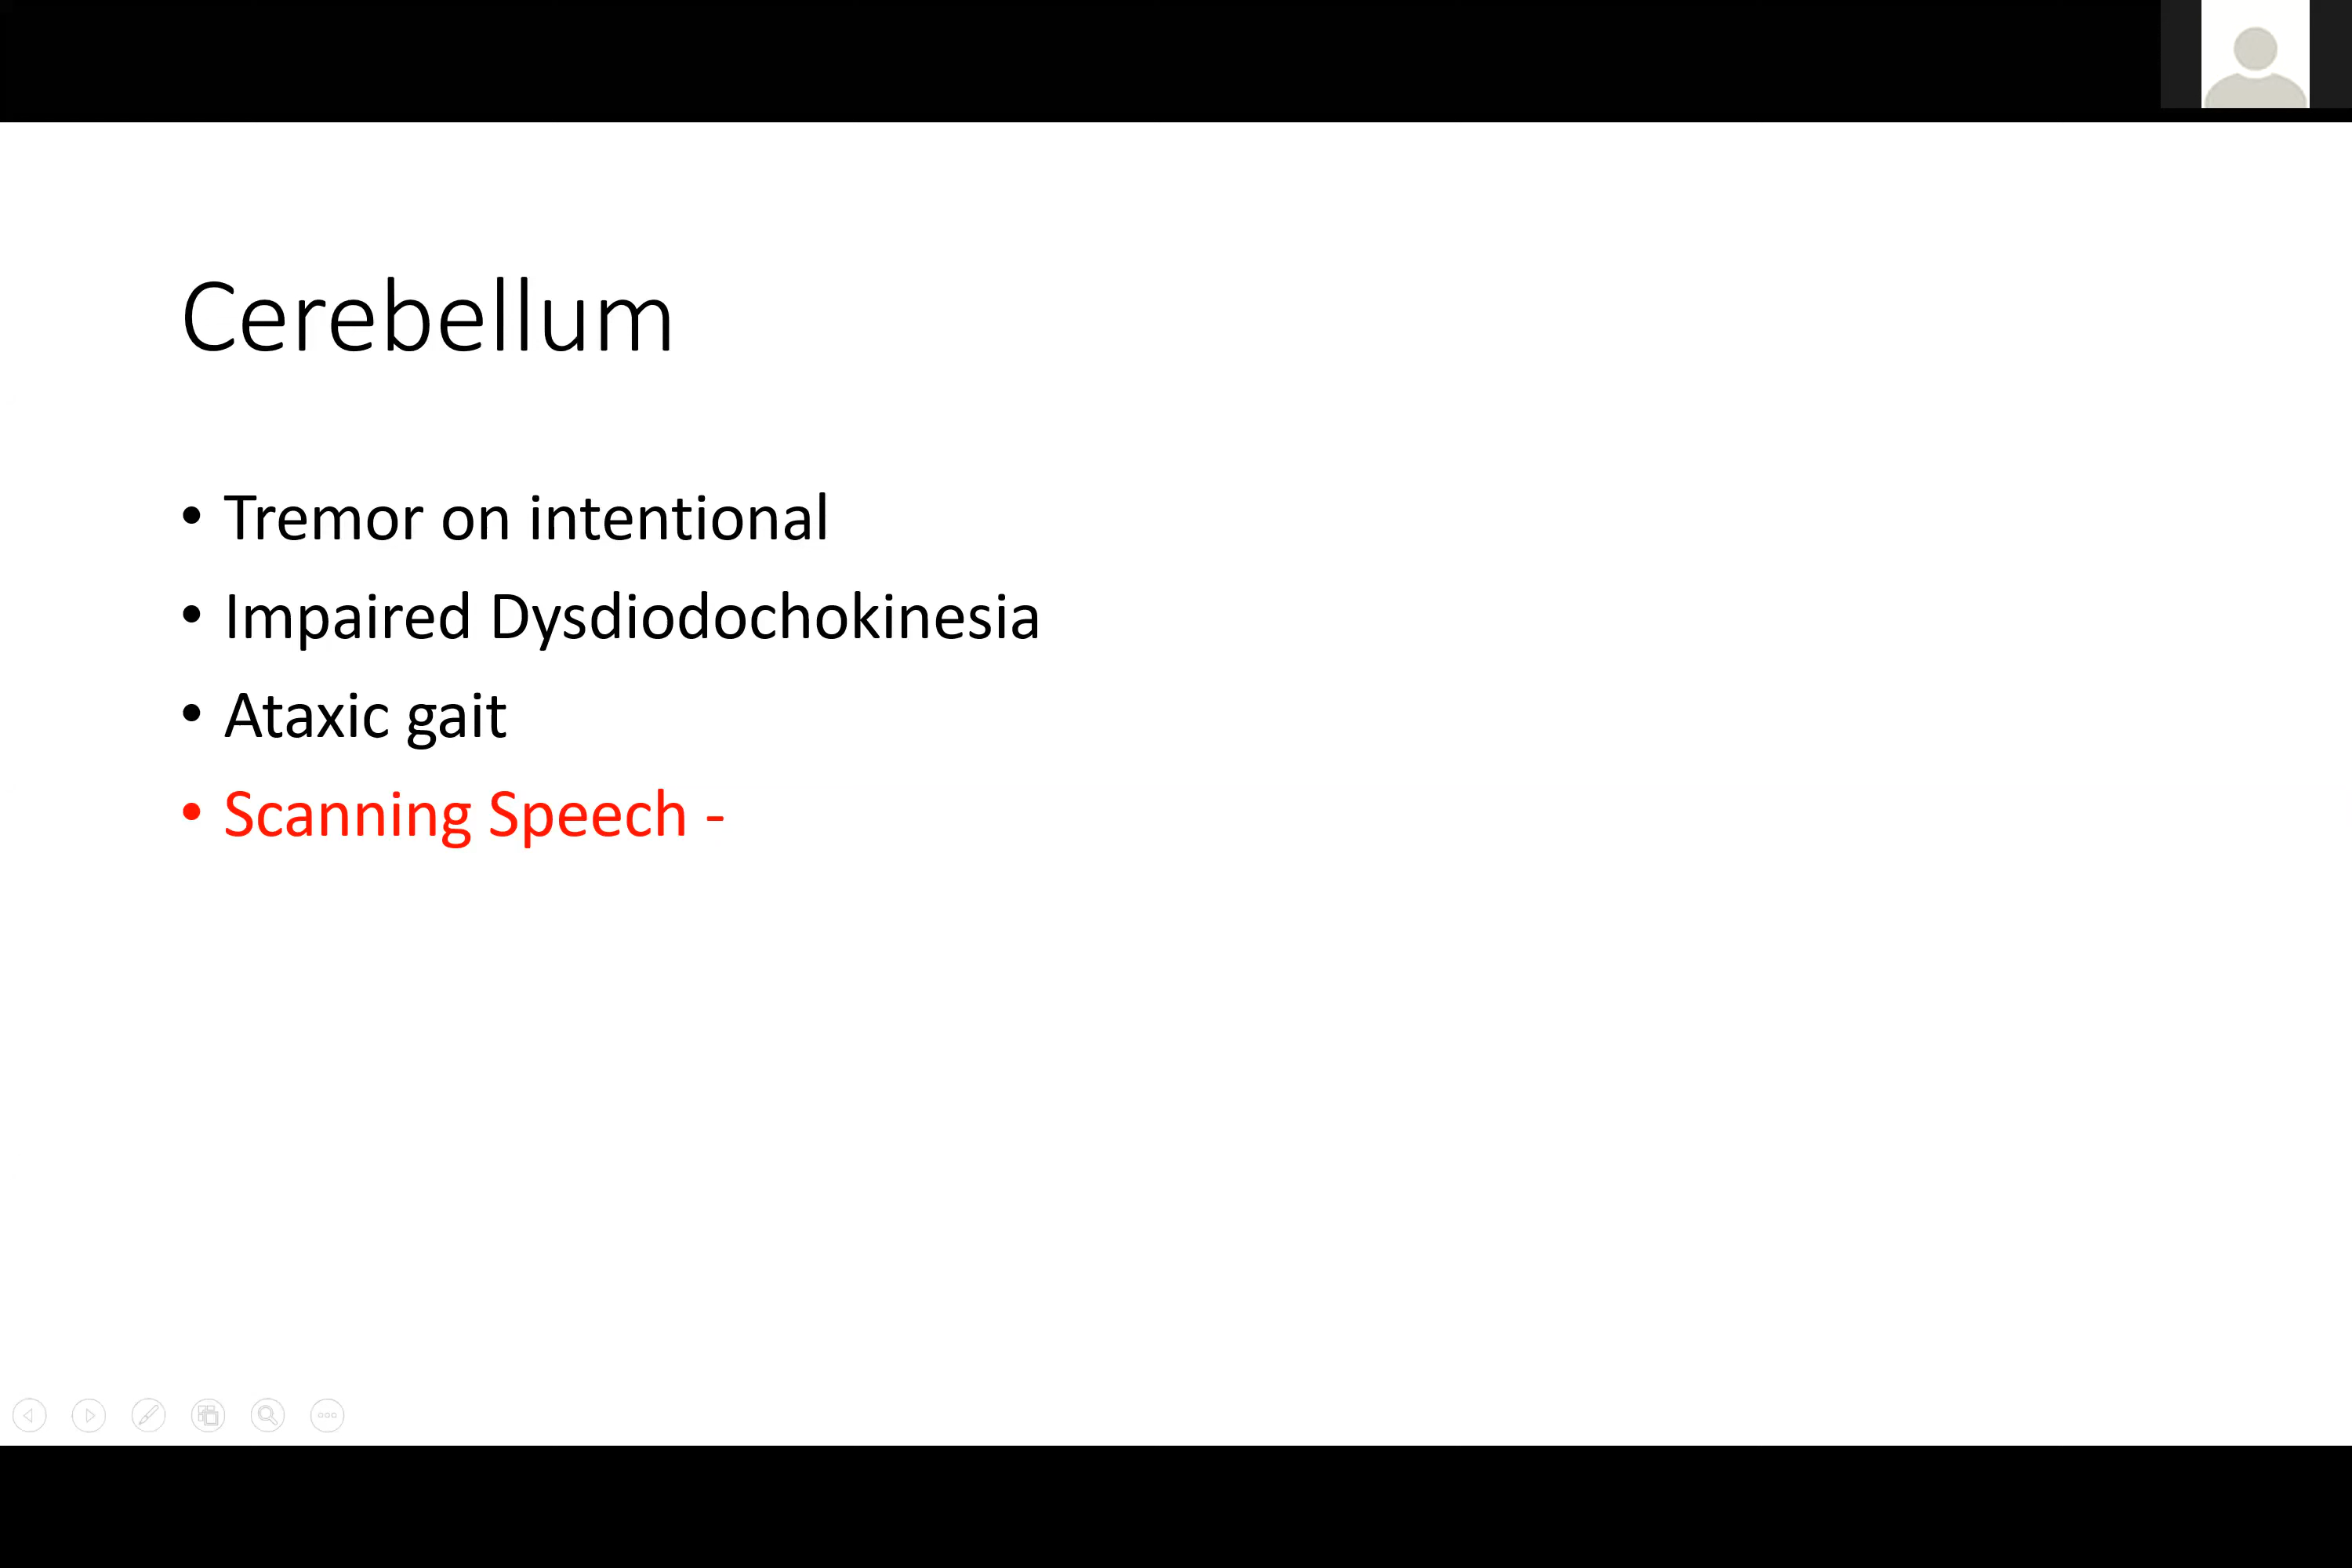 Cerebellum
• Tremor on intentional
• Impaired Dysdiodochokinesia
• Ataxic gait
• Scanning Speech -